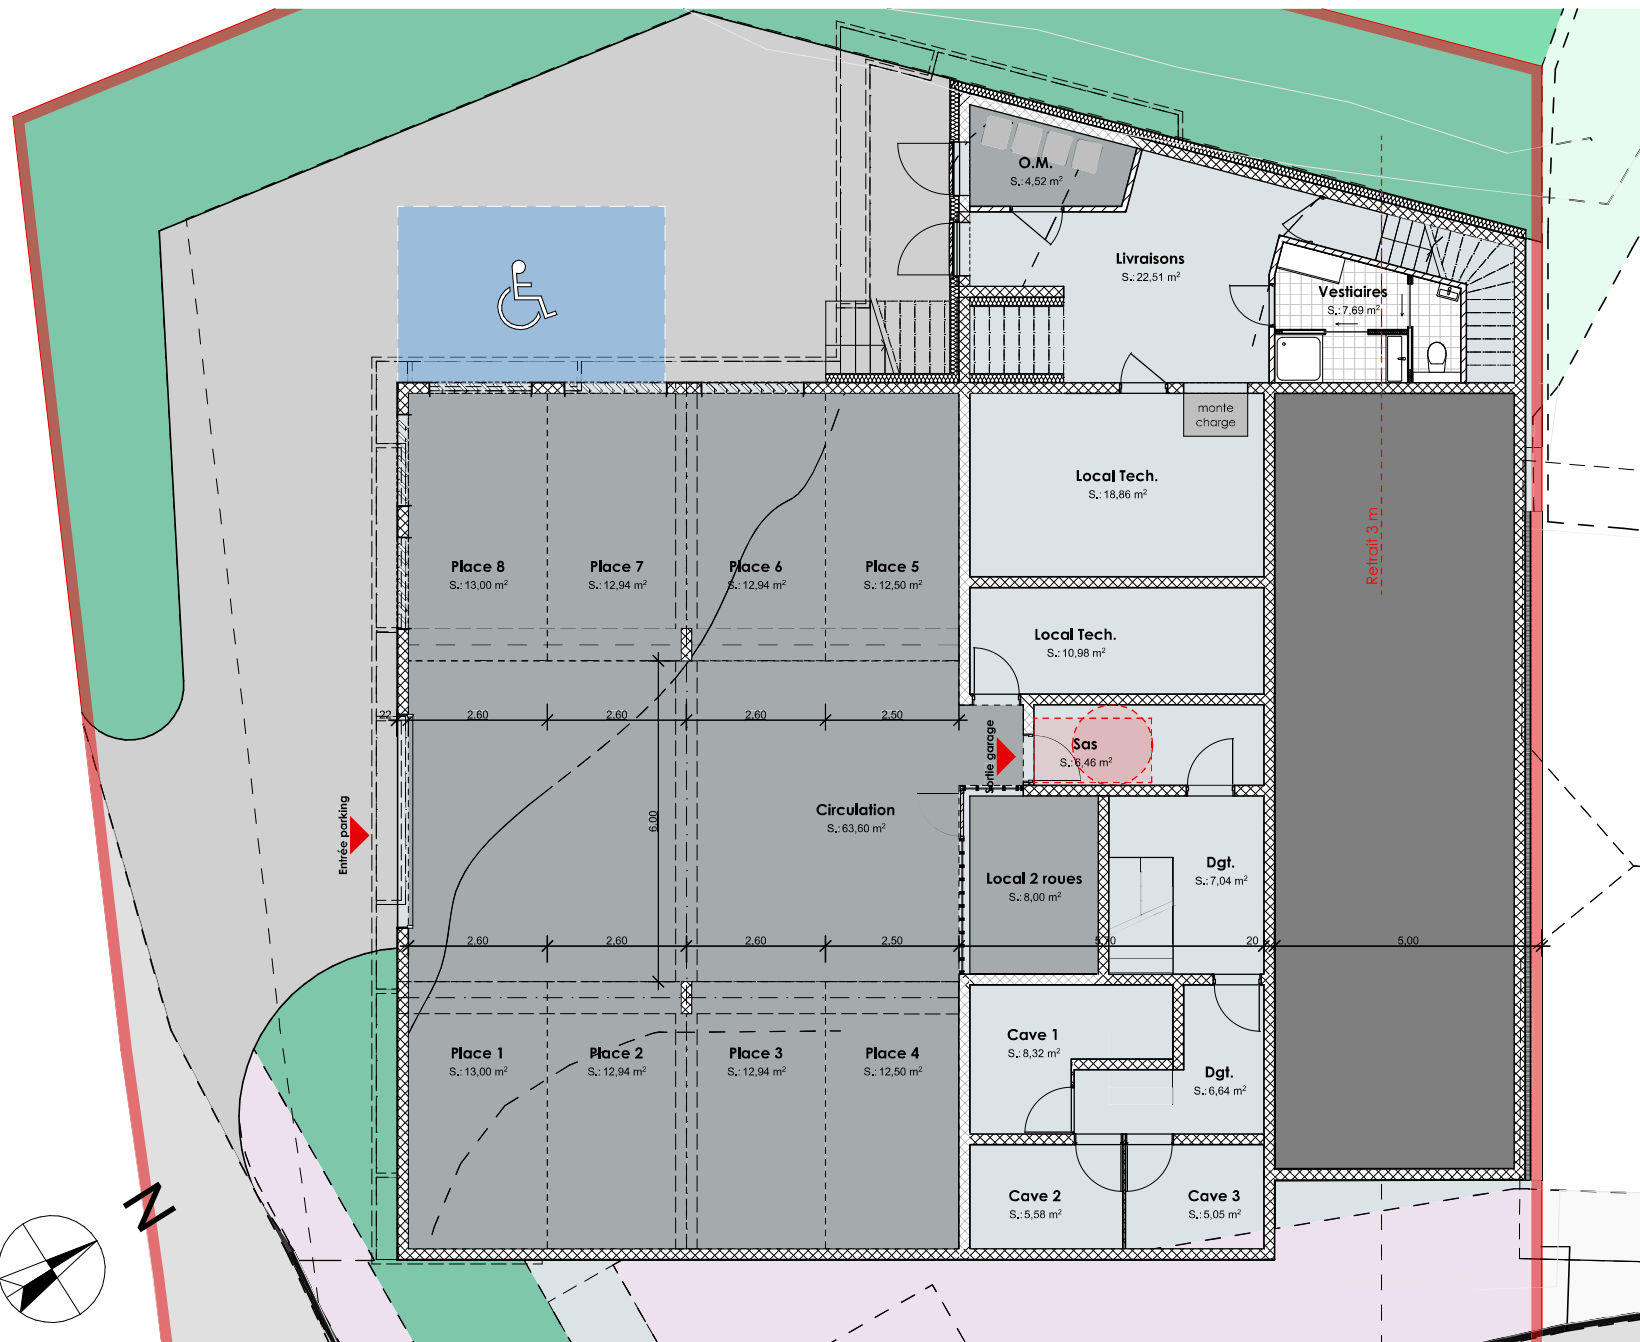 O.M.
S.: 4,52 m²
Livraisons
S.: 22,51 m²
Vestiaires
S.: 7,69 m²
monte
charge
Local Tech.
S.: 18,86 m²
Retrait 3 m
Place 8
S.: 13,00 m²
Place 7
S.: 12,94 m²
Place 6
S.: 12,94 m²
Place 5
S.: 12,50 m²
Local Tech.
S.: 10,98 m²
22
2,60
2,60
2,60
2,50
Sortie garage
Sas
S.: 6,46 m²
Entrée parking
6,00
Circulation
S.: 63,60 m²
Local 2 roues
S.: 8,00 m²
Dgt.
S.: 7,04 m²
2,60
2,60
2,60
2,50
20
5,00
Place 1
S.: 13,00 m²
Place 2
S.: 12,94 m²
Place 3
S.: 12,94 m²
Place 4
S.: 12,50 m²
Cave 1
S.: 8,32 m²
Dgt.
S.: 6,64 m²
Cave 2
S.: 5,58 m²
Cave 3
S.: 5,05 m²
N